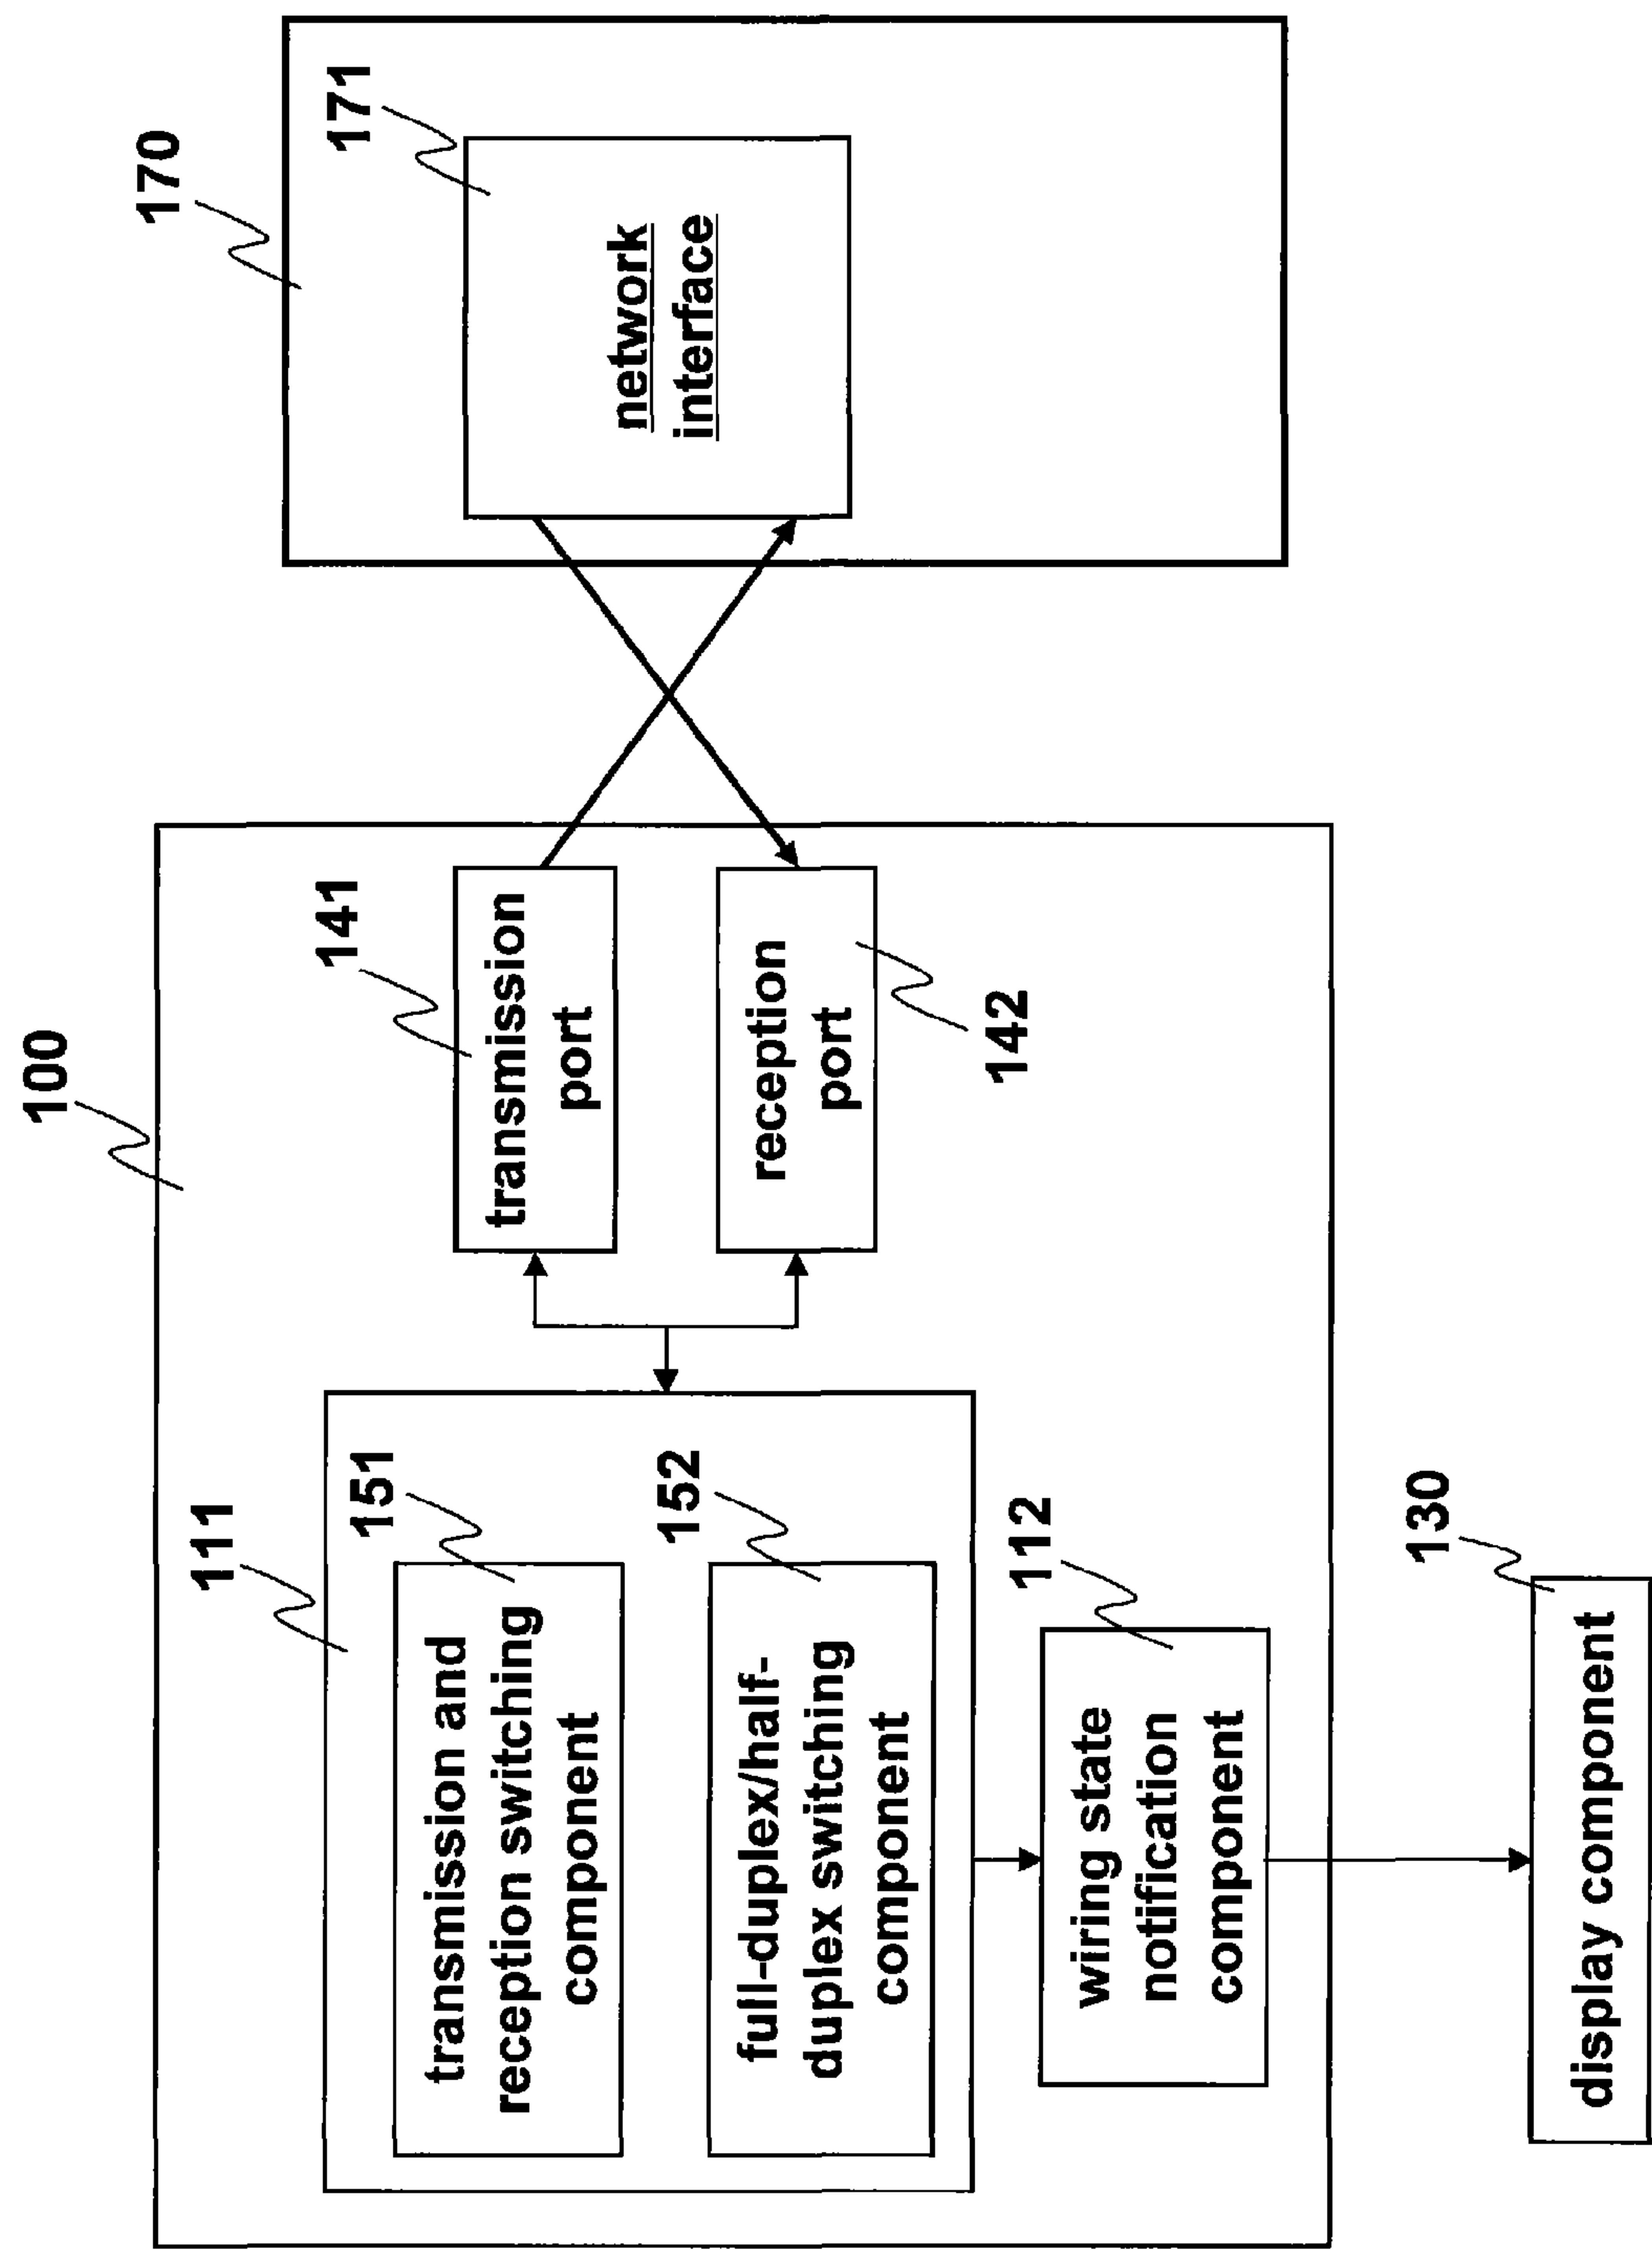 100
170
111
151
transmission and
reception switching
component
152
full-duplex/half-
duplex switching
component
141
transmission
port
reception
port
142
171
network
interface
112
wiring state
notification
component
130
display component